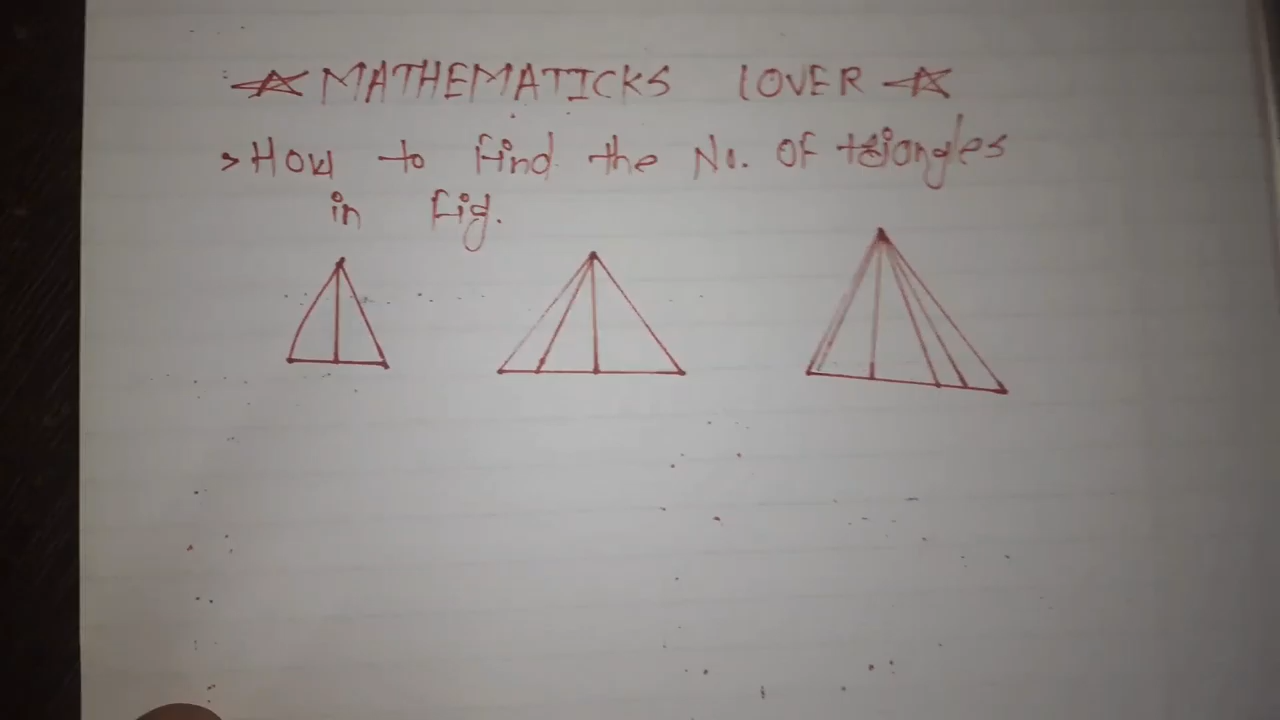 ☆ MATHEMATICKS LOVER ☆
> How to find the No. OF triangles
in fig.